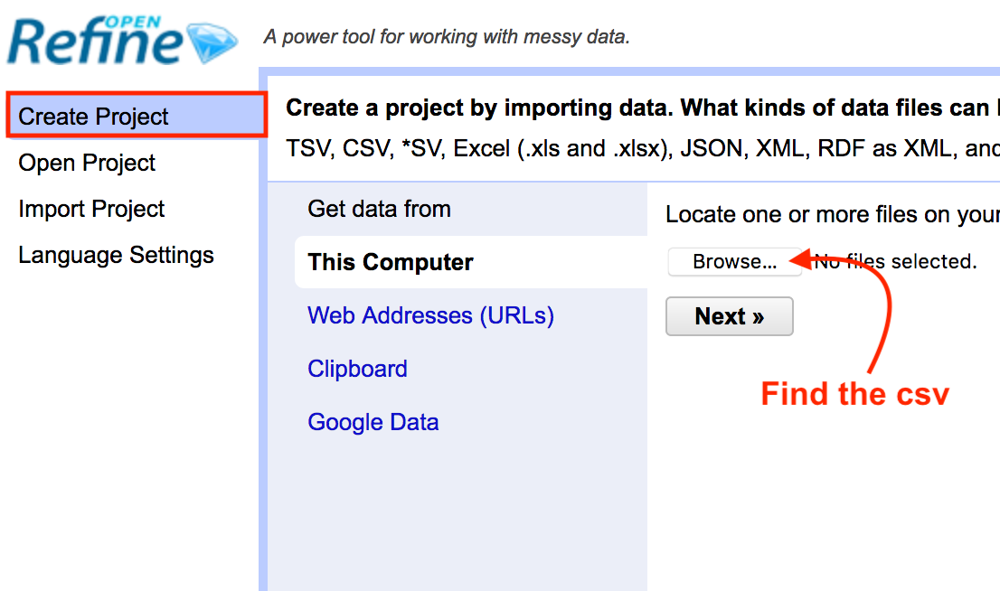 OPEN
Refine
A power tool for working with messy data.
Create Project
Open Project
Import Project
Language Settings
Create a project by importing data. What kinds of data files can
TSV, CSV, *SV, Excel (.xls and .xlsx), JSON, XML, RDF as XML, and
Get data from
This Computer
Web Addresses (URLs)
Clipboard
Google Data
Locate one or more files on your
Browse... No files selected.
Next »
Find the csv